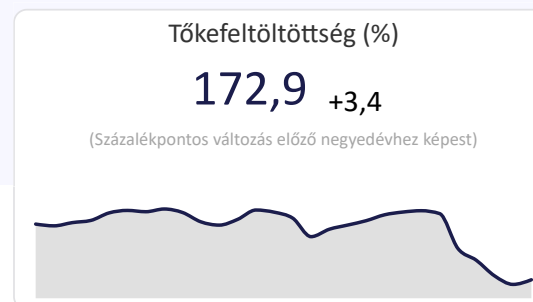 Tőkefeltöltöttség (%)
172,9 +3,4
(Százalékpontos változás előző negyedévhez képest)